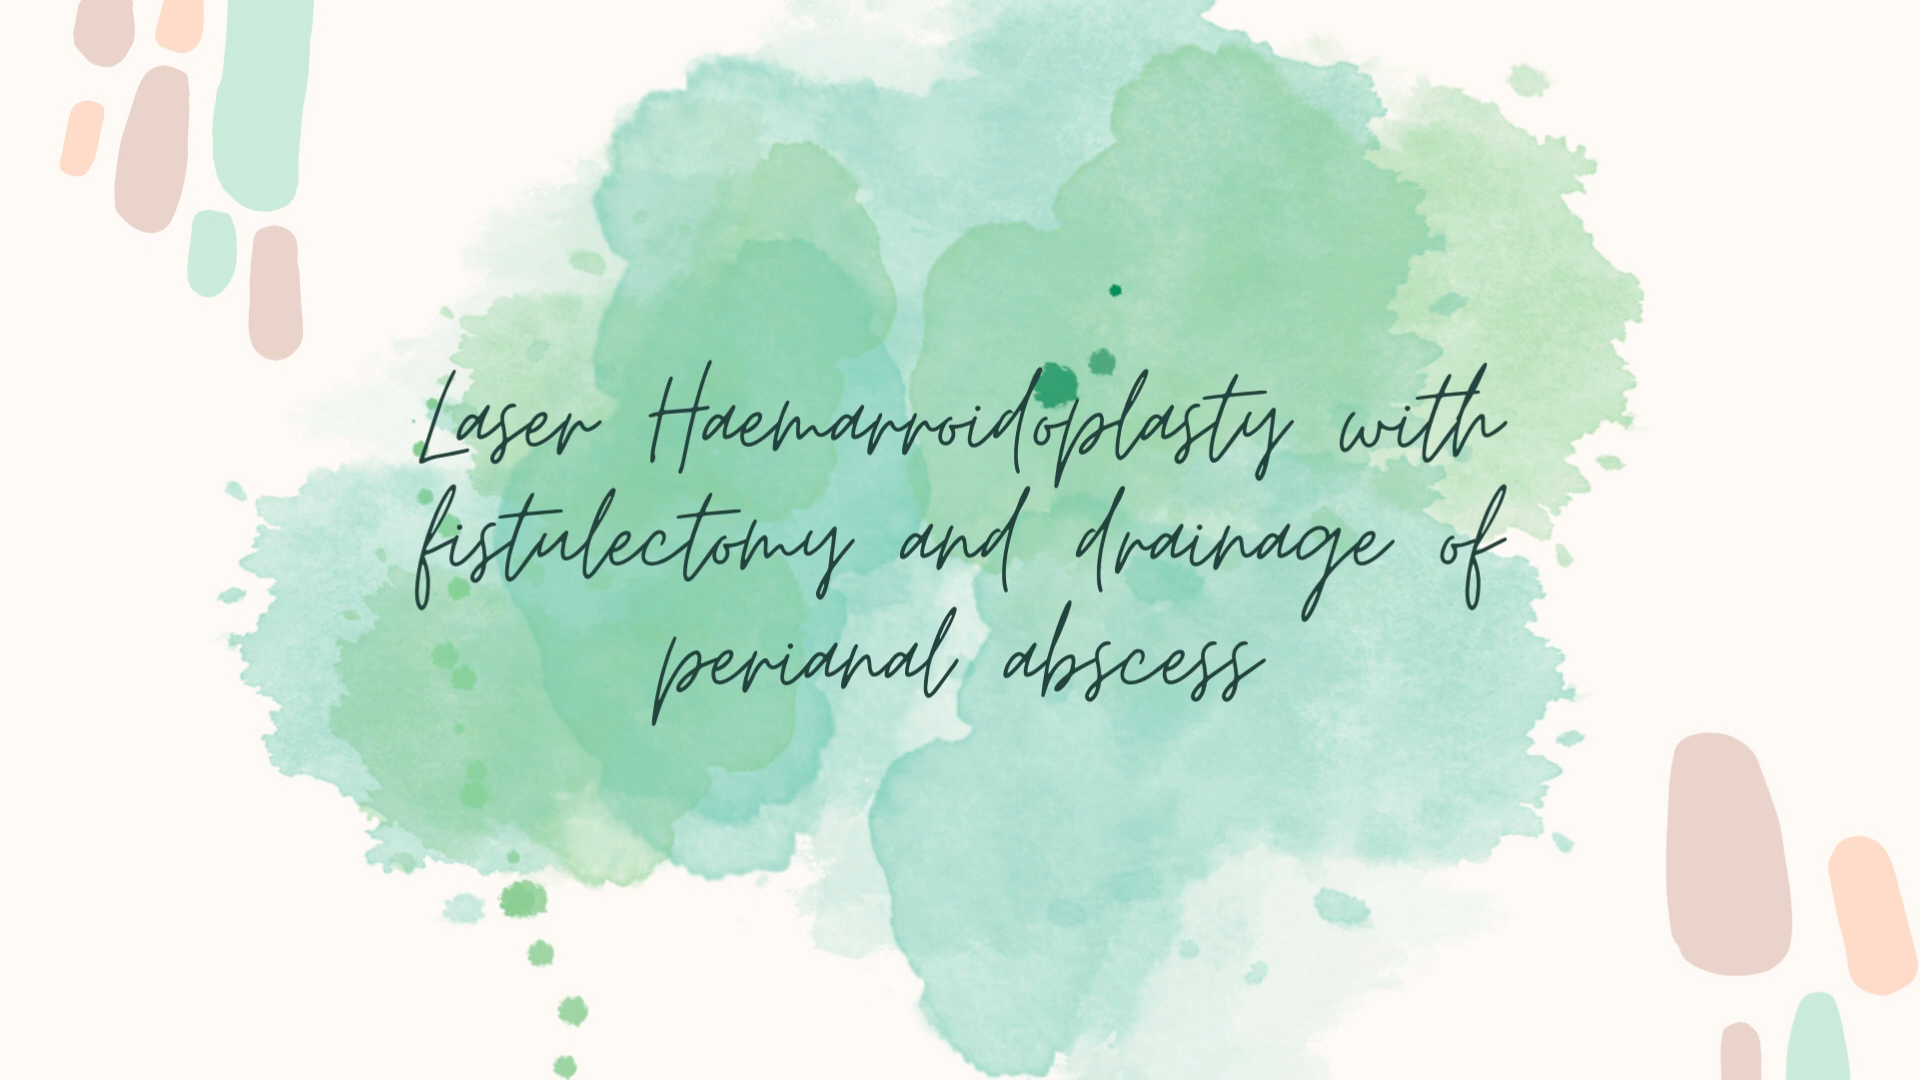 Laser Haemarroidoplasty with
fistulectomy and drainage of
perianal abscess